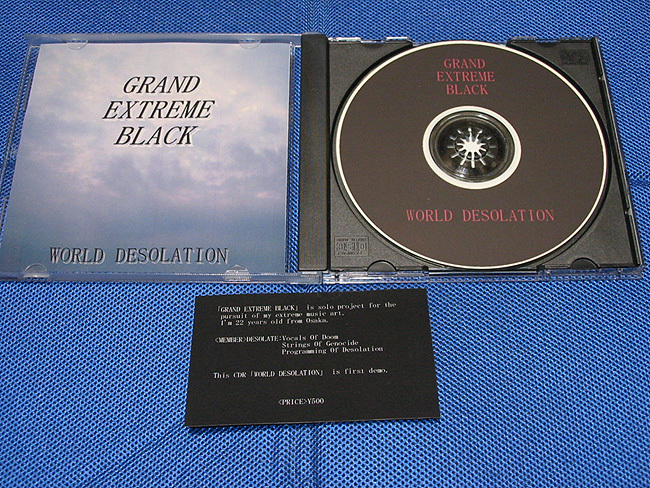 GRAND
EXTREME
BLACK
WORLD DESOLATION
GRAND
EXTREME
BLACK
WORLD DESOLATION
「GRAND EXTREME BLACK」 is solo project for the
pursuit of my extreme music art.
I'm 22 years old from Osaka.
<MEMBER>DESOLATE:Vocals Of Doom
Strings Of Genocide
Programming Of Desolation
This CDR「WORLD DESOLATION」 is first demo.
<PRICE>¥500